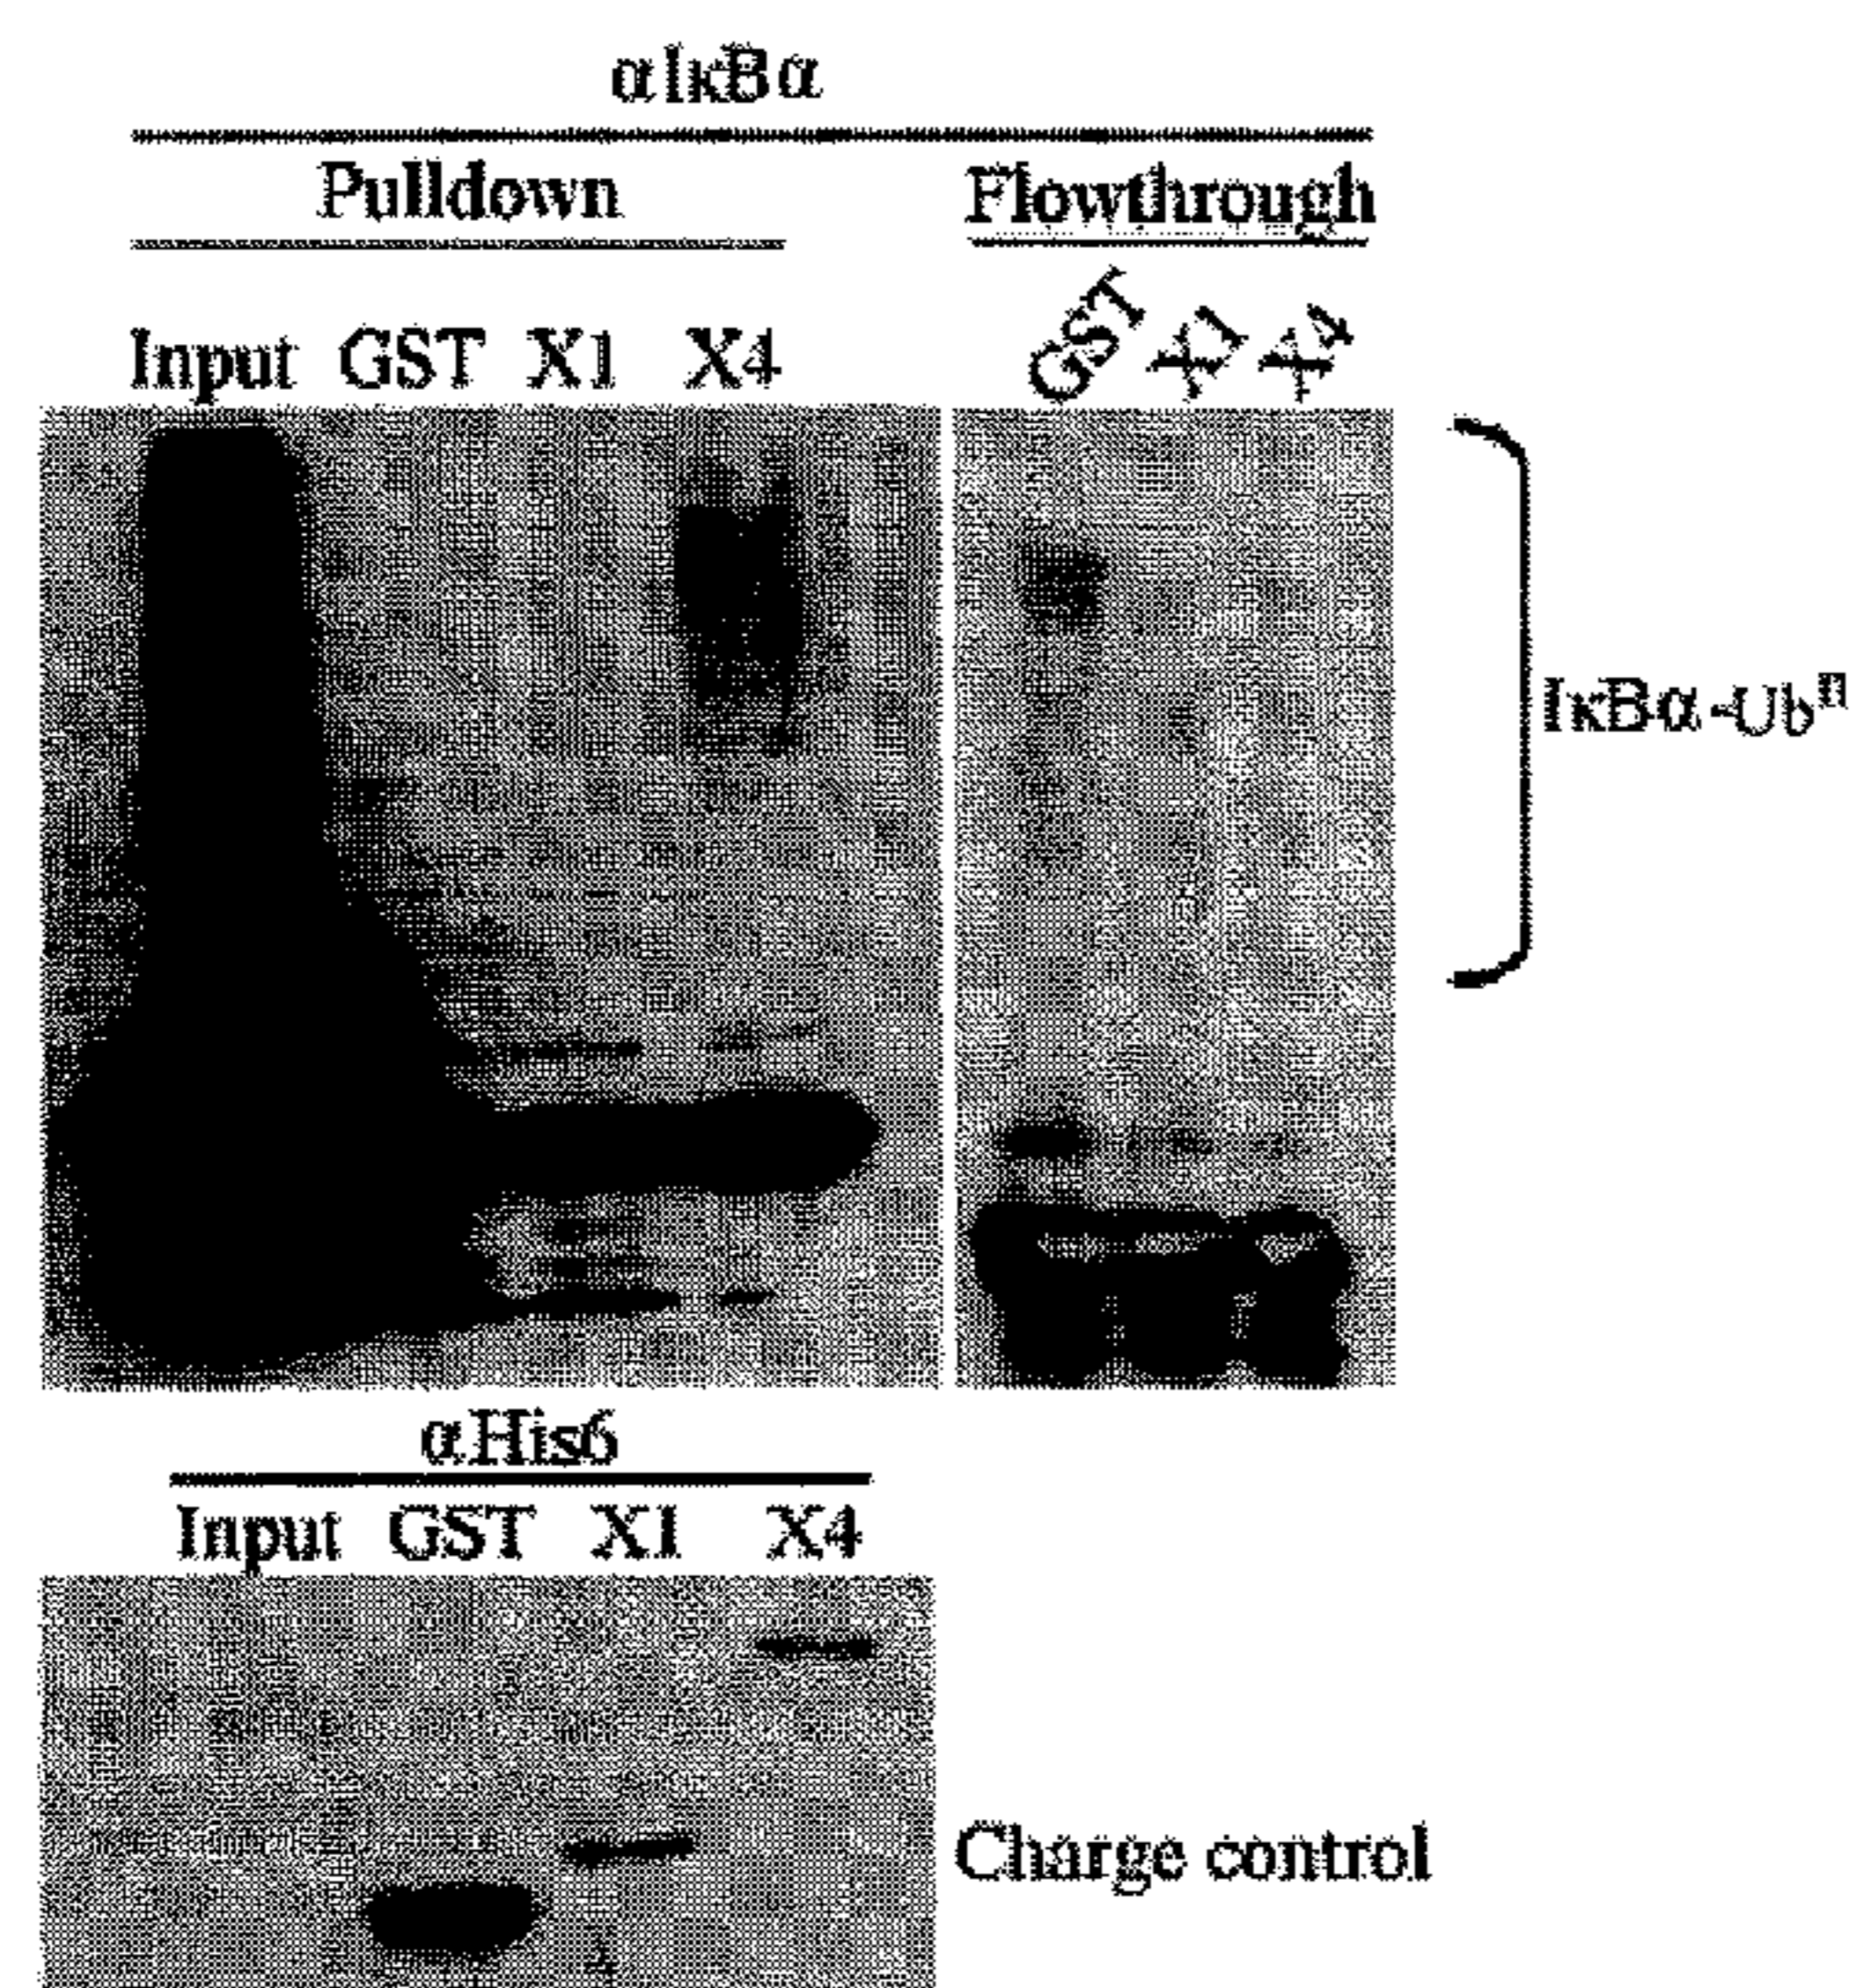 αIκBα
Pulldown Flowthrough
Input GST X1 X4 GST X1 X4
IκBα-Ubⁿ
αHis6
Input GST X1 X4
Charge control